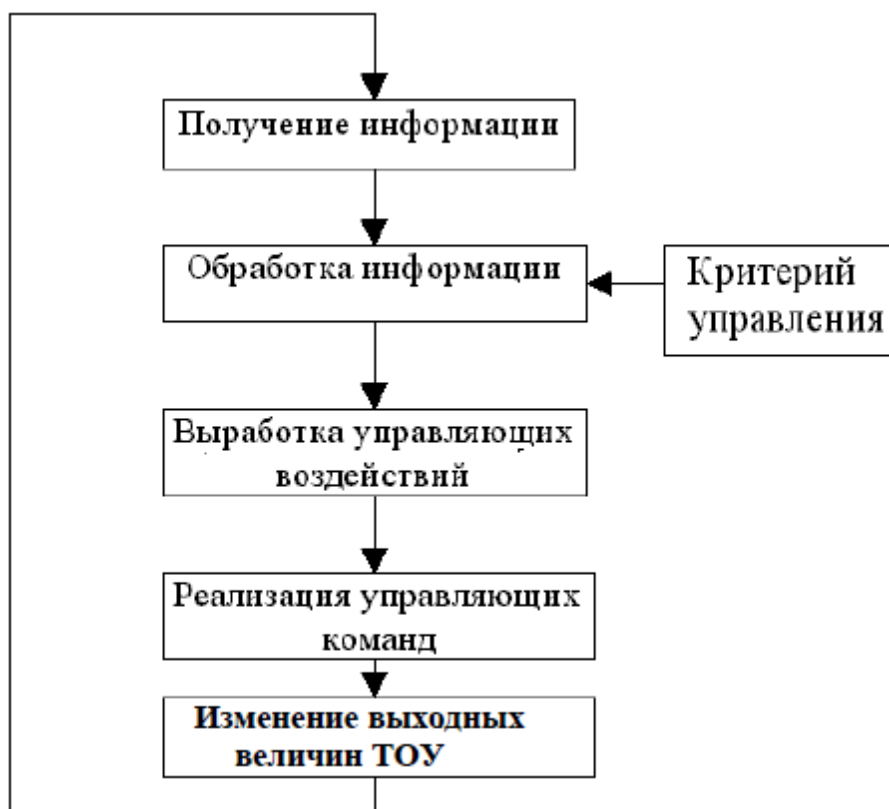 Получение информации
Обработка информации
Критерий
управления
Выработка управляющих
воздействий
Реализация управляющих
команд
Изменение выходных
величин ТОУ